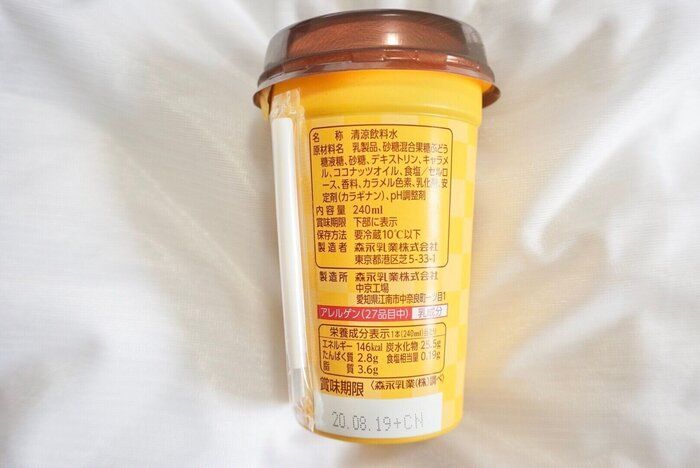 名 称 清涼飲料水
原材料名 乳製品、砂糖混合果糖ぶどう
糖液糖、砂糖、デキストリン、キャラメ
ル、ココナッツオイル、食塩／セルロ
ース、香料、カラメル色素、乳化剤、安
定剤(カラギナン)、pH調整剤
内容量 240ml
賞味期限 下部に表示
保存方法 要冷蔵10℃以下
製造者 森永乳業株式会社
東京都港区芝5-33-1
製造所 森永乳業株式会社
中京工場
愛知県江南市中奈良町一ツ目1
アレルゲン(27品目中) 乳成分
栄養成分表示 1本(240ml)当たり
エネルギー 146kcal 炭水化物 25.5g
たんぱく質 2.8g 食塩相当量 0.19g
脂質 3.6g
賞味期限 〈森永乳業(株)調べ〉
20.08.19+CN